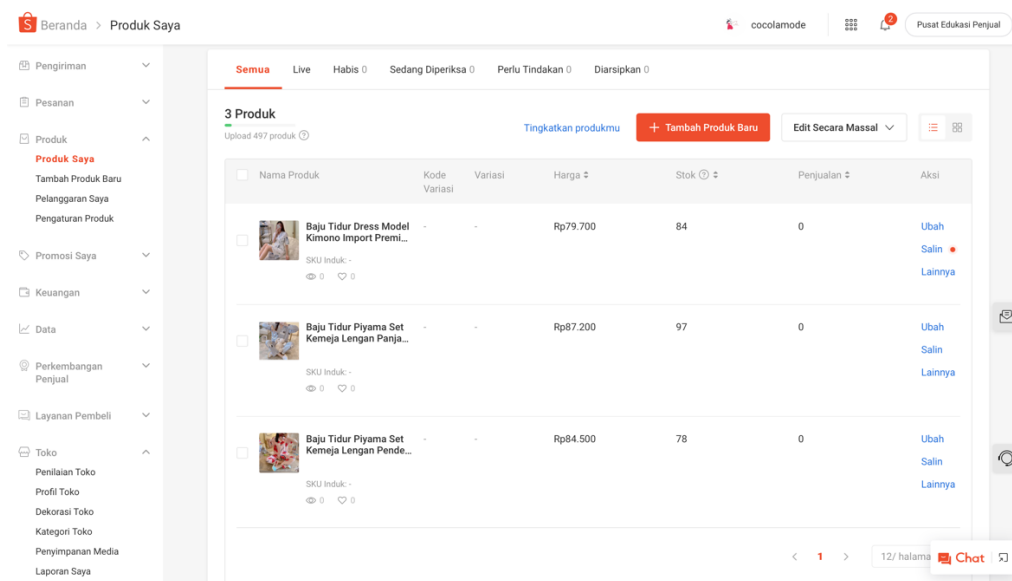 Beranda > Produk Saya
cocolamode
2
Pusat Edukasi Penjual
Pengiriman
Pesanan
Produk
Produk Saya
Tambah Produk Baru
Pelanggaran Saya
Pengaturan Produk
Promosi Saya
Keuangan
Data
Perkembangan
Penjual
Layanan Pembeli
Toko
Penilaian Toko
Profil Toko
Dekorasi Toko
Kategori Toko
Penyimpanan Media
Laporan Saya
Semua Live Habis 0 Sedang Diperiksa 0 Perlu Tindakan 0 Diarsipkan 0
3 Produk
Upload 497 produk ?
Tingkatkan produkmu
+ Tambah Produk Baru
Edit Secara Massal
Nama Produk Kode Variasi Variasi Harga Stok ? Penjualan Aksi
Baju Tidur Dress Model - - Rp79.700 84 0 Ubah
Kimono Import Premi...
Salin
SKU Induk: -
Lainnya
0 0
Baju Tidur Piyama Set - - Rp87.200 97 0 Ubah
Kemeja Lengan Panja...
Salin
SKU Induk: -
Lainnya
0 0
Baju Tidur Piyama Set - - Rp84.500 78 0 Ubah
Kemeja Lengan Pende...
Salin
SKU Induk: -
Lainnya
0 0
< 1 > 12/ halama
Chat